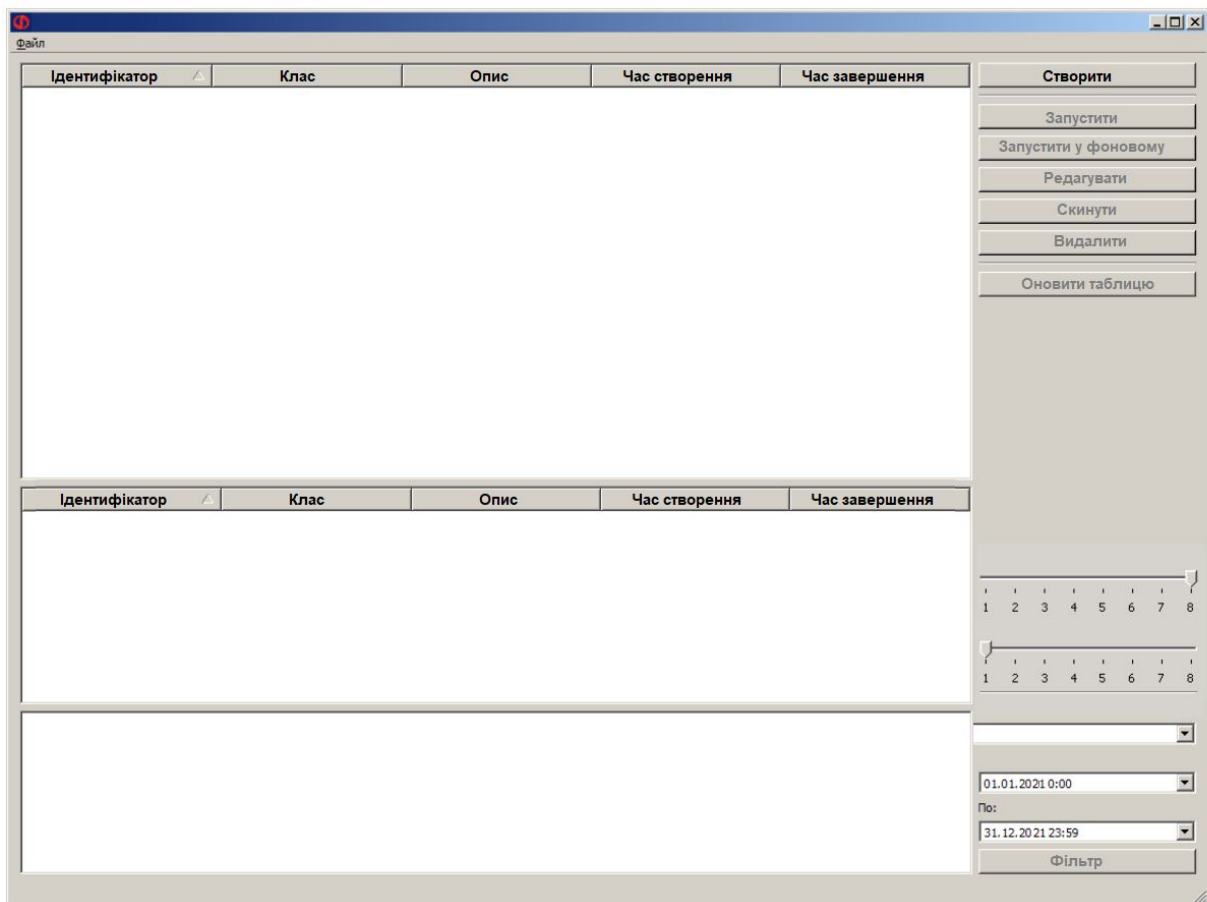 Файл
Ідентифікатор Клас Опис Час створення Час завершення
Створити
Запустити
Запустити у фоновому
Редагувати
Скинути
Видалити
Оновити таблицю
Ідентифікатор Клас Опис Час створення Час завершення
1 2 3 4 5 6 7 8
1 2 3 4 5 6 7 8
01.01.2021 0:00
По:
31.12.2021 23:59
Фільтр